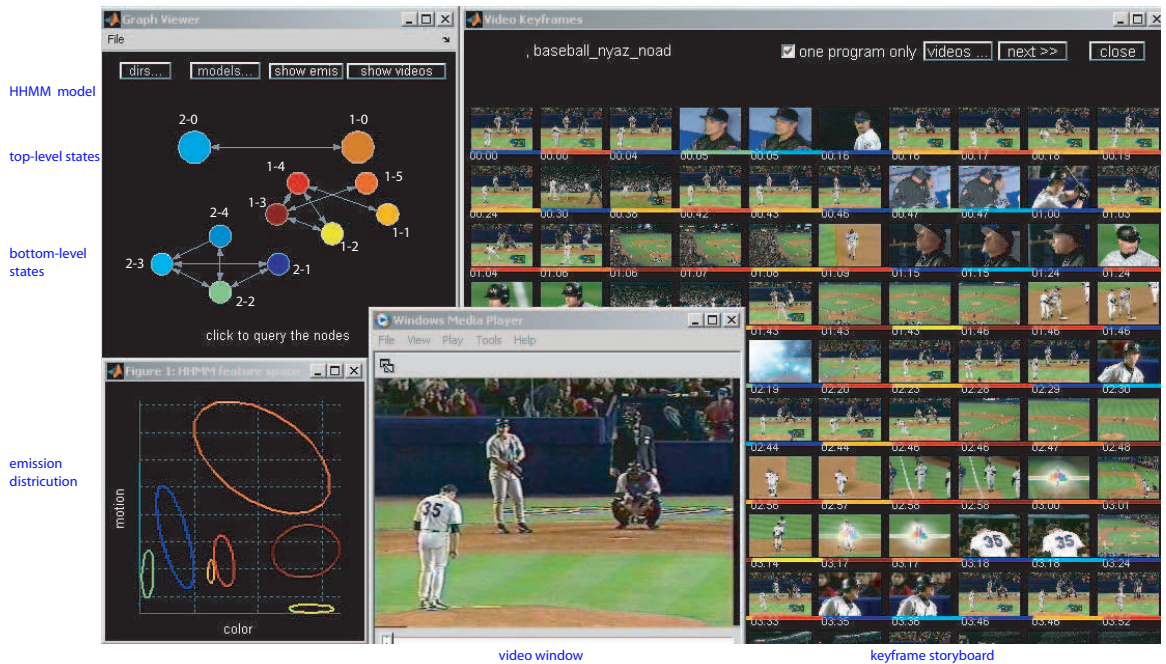 Graph Viewer
File
dirs...
models...
show emis
show videos
HHMM model
top-level states
bottom-level
states
emission
districution
2-0
1-0
1-4
1-5
1-3
1-1
1-2
2-4
2-3
2-1
2-2
click to query the nodes
Figure 1: HHMM feature space
motion
color
Video Keyframes
, baseball_nyaz_noad
one program only
videos ...
next >>
close
00:00 00:00 00:04 00:05 00:05 00:16 00:16 00:17 00:18 00:19
00:24 00:30 00:38 00:42 00:43 00:46 00:47 00:47 01:00 01:03
01:04 01:06 01:06 01:07 01:08 01:09 01:15 01:15 01:24 01:24
01:43 01:43 01:43 01:46 01:46 01:46
02:19 02:20 02:23 02:28 02:29 02:30
02:44 02:44 02:46 02:46 02:47 02:48
02:56 02:57 02:58 02:58 03:00 03:01
03:14 03:17 03:17 03:18 03:18 03:24
03:33 03:35 03:36 03:46 03:46 03:52
35
35
Windows Media Player
File View Play Tools Help
35
video window
keyframe storyboard